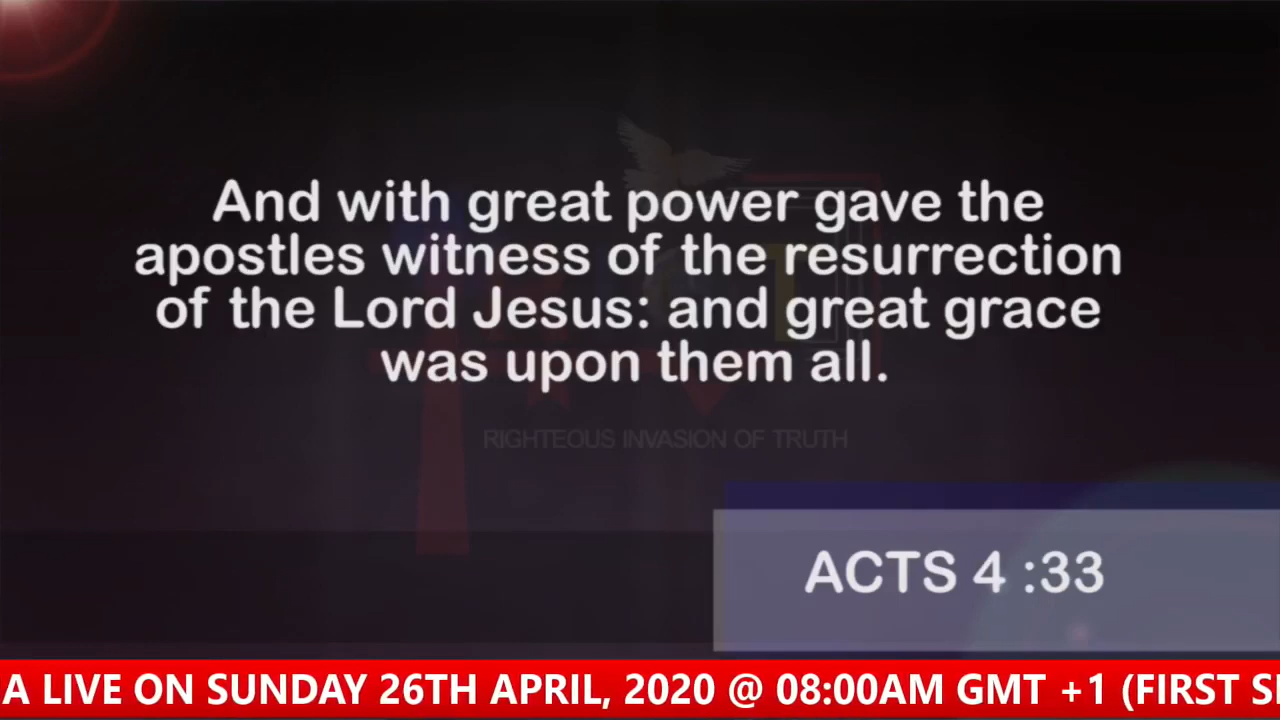 And with great power gave the
apostles witness of the resurrection
of the Lord Jesus: and great grace
was upon them all.
RIGHTEOUS INVASION OF TRUTH
ACTS 4 :33
A LIVE ON SUNDAY 26TH APRIL, 2020 @ 08:00AM GMT +1 (FIRST